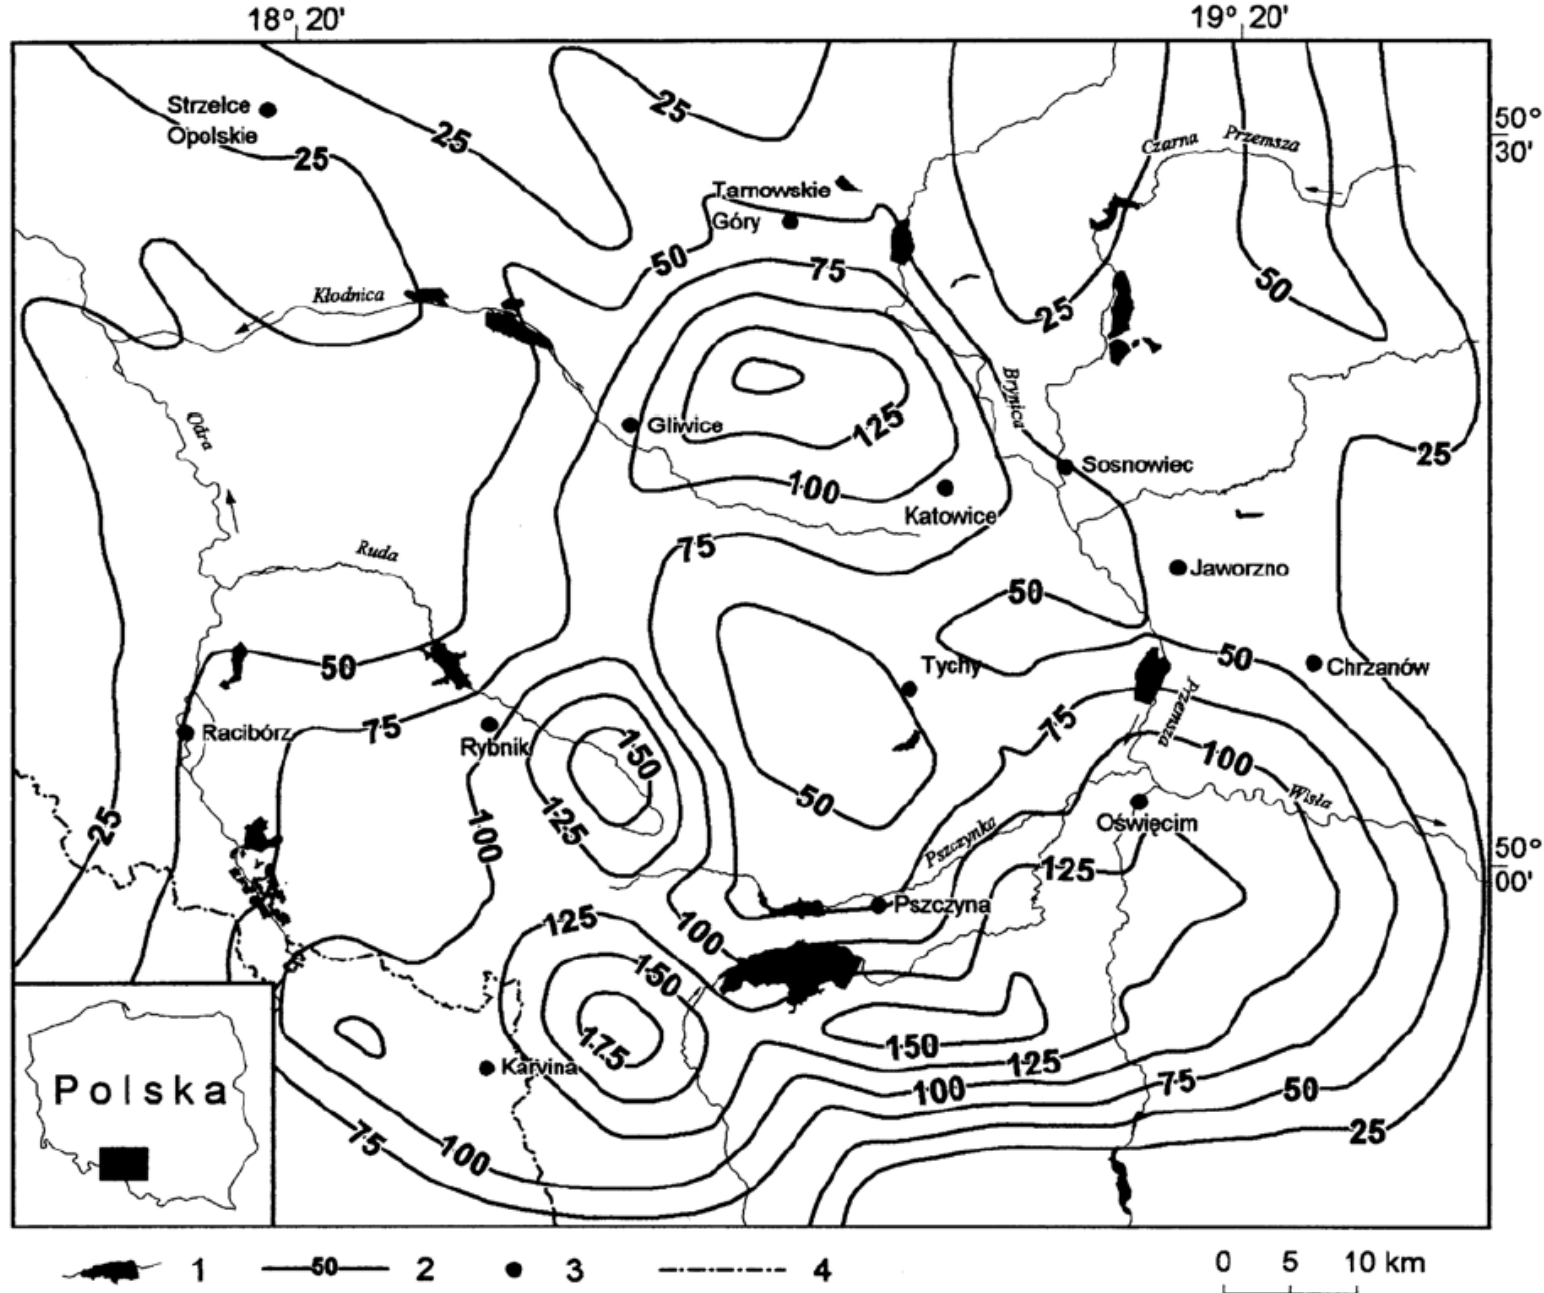 18° 20' 19° 20'
Strzelce
Opolskie
25
25
25
50°
30'
Czarna Przemsza
Tarnowskie
Góry
50
75
50
Kłodnica
25
Brynica
Odra
Gliwice
125
25
100
Sosnowiec
Katowice
75
Ruda
Jaworzno
50
50
50
Tychy
Chrzanów
Racibórz
75
Rybnik
150
75
Przemsza
100
50
Wisła
25
100
125
Pszczynka
Oświęcim
50°
00'
125
Pszczyna
125
100
150
175
150
125
Karvina
100
75
50
Polska
75
100
25
1
50 2
3
4
0 5 10 km